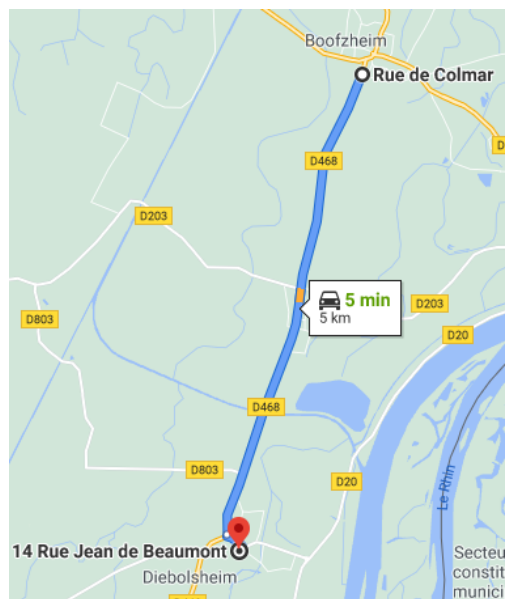 Boofzheim
Rue de Colmar
D
D468
D203
5 min
5 km
D203
D803
D20
D468
D803
D20
Le Rhin
14 Rue Jean de Beaumont
Diebolsheim
Secteu
constit
munici